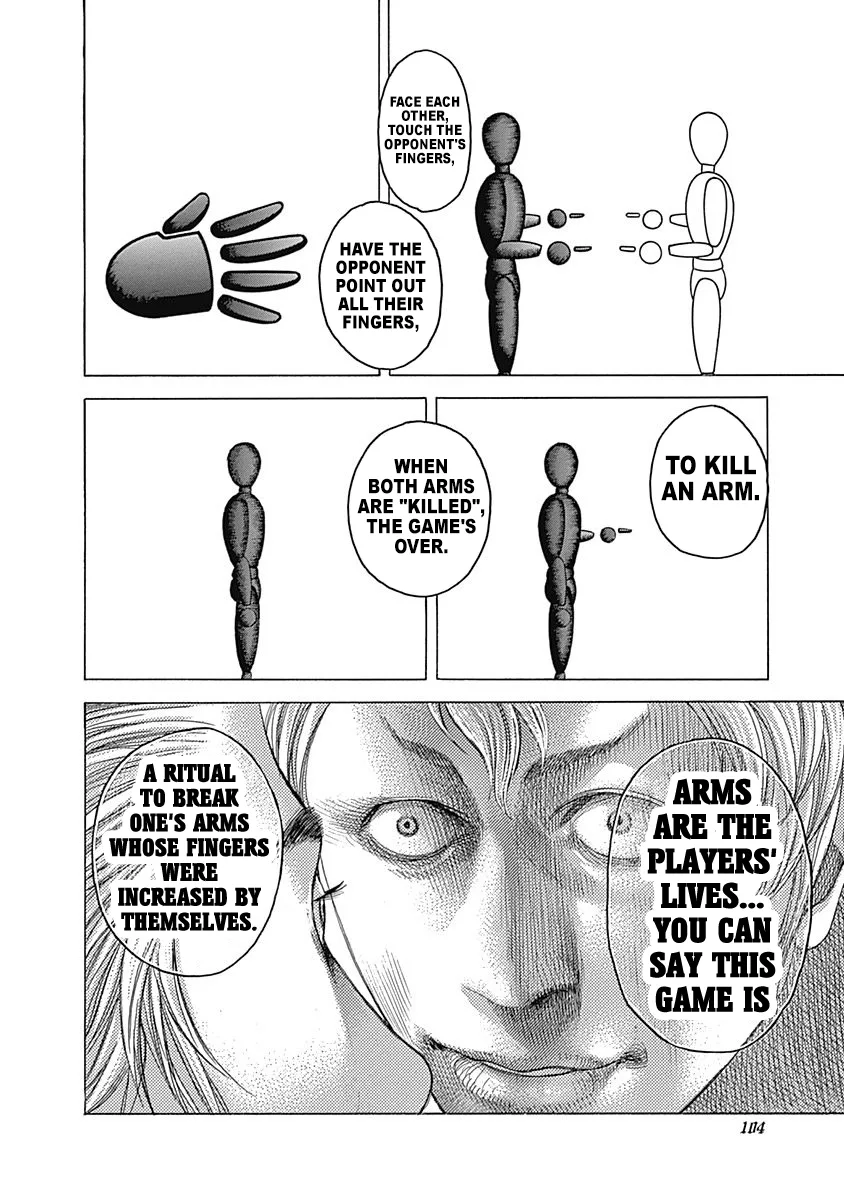 FACE EACH
OTHER,
TOUCH THE
OPPONENT'S
FINGERS,
HAVE THE
OPPONENT
POINT OUT
ALL THEIR
FINGERS,
TO KILL
AN ARM.
WHEN
BOTH ARMS
ARE "KILLED",
THE GAME'S
OVER.
ARMS
ARE THE
PLAYERS'
LIVES...
YOU CAN
SAY THIS
GAME IS
A RITUAL
TO BREAK
ONE'S ARMS
WHOSE FINGERS
WERE
INCREASED BY
THEMSELVES.